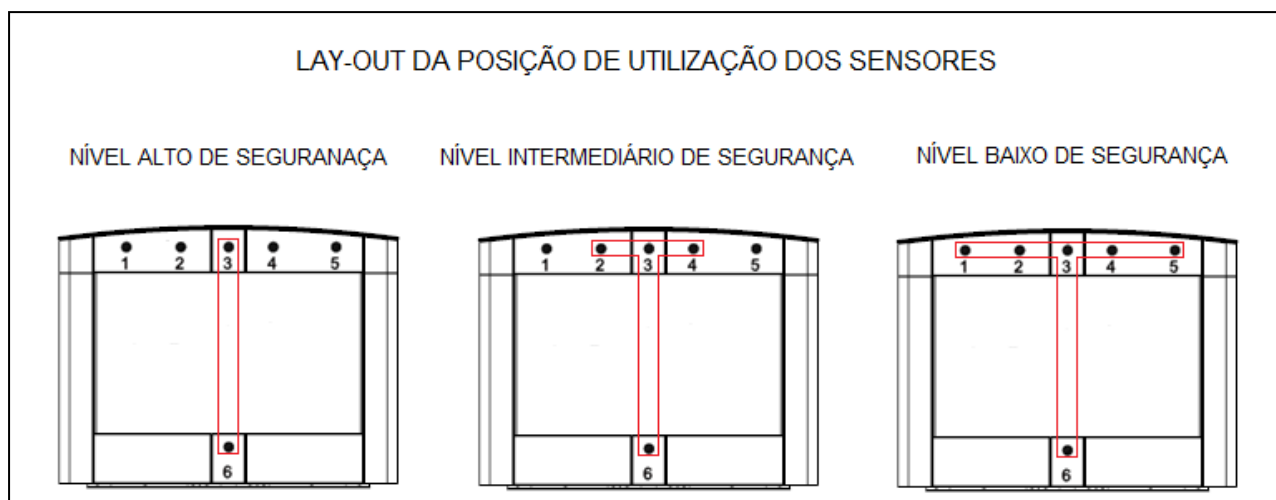 LAY-OUT DA POSIÇÃO DE UTILIZAÇÃO DOS SENSORES
NÍVEL ALTO DE SEGURANAÇA
NÍVEL INTERMEDIÁRIO DE SEGURANÇA
NÍVEL BAIXO DE SEGURANÇA
1 2 3 4 5
6
1 2 3 4 5
6
1 2 3 4 5
6